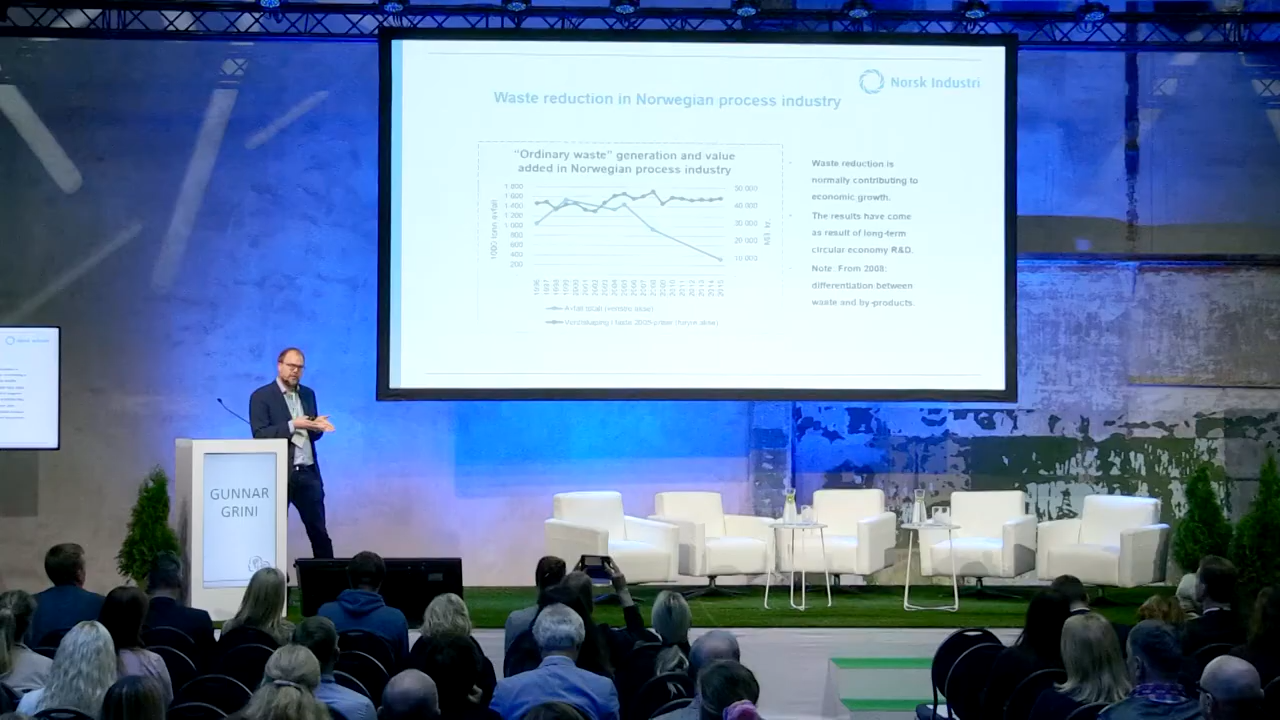 Norsk Industri
Waste reduction in Norwegian process industry
"Ordinary waste" generation and value
added in Norwegian process industry
1 800
1 600
1 400
1 200
1 000
800
600
400
200
1000 tonn avfall
50 000
40 000
30 000
20 000
10 000
Waste reduction is
normally contributing to
economic growth.
The results have come
as result of long-term
circular economy R&D.
Note: From 2008:
differentiation between
waste and by-products.
GUNNAR
GRINI